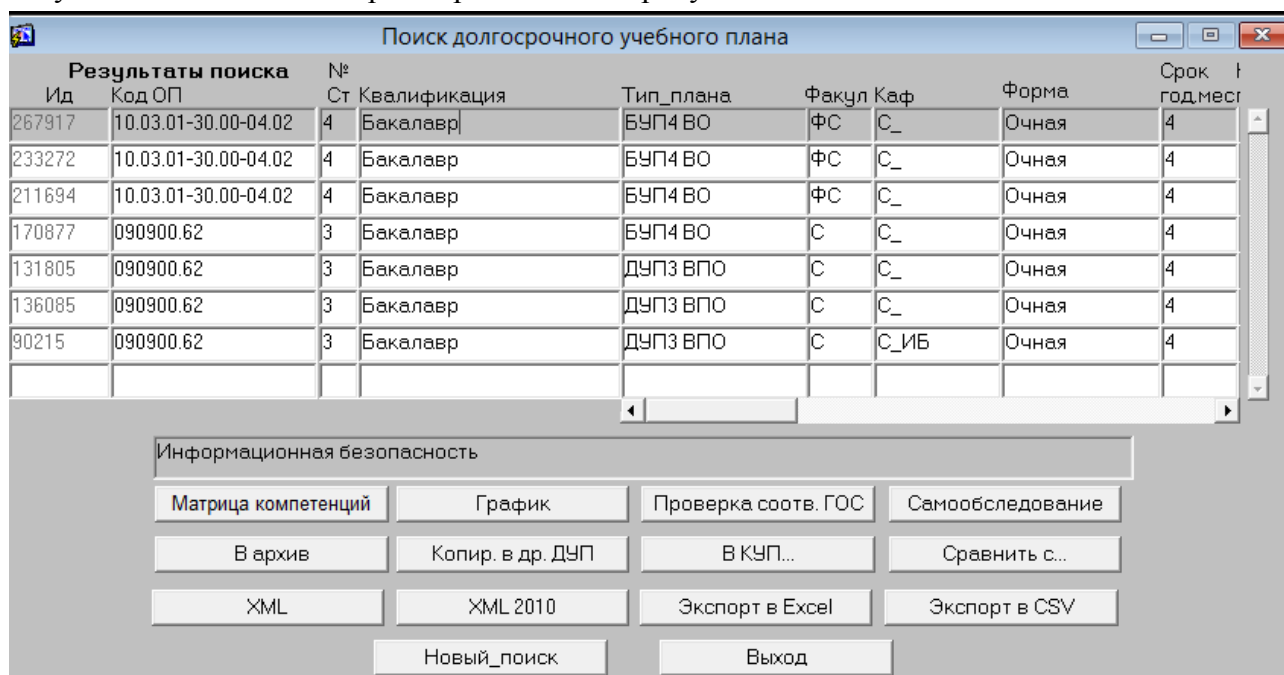 Поиск долгосрочного учебного плана
Результаты поиска № Срок
Ид Код ОП Ст Квалификация Тип_плана Факул Каф Форма год.мес
267917 10.03.01-30.00-04.02 4 Бакалавр БУП4 ВО ФС С_ Очная 4
233272 10.03.01-30.00-04.02 4 Бакалавр БУП4 ВО ФС С_ Очная 4
211694 10.03.01-30.00-04.02 4 Бакалавр БУП4 ВО ФС С_ Очная 4
170877 090900.62 3 Бакалавр БУП4 ВО С С_ Очная 4
131805 090900.62 3 Бакалавр ДУП3 ВПО С С_ Очная 4
136085 090900.62 3 Бакалавр ДУП3 ВПО С С_ Очная 4
90215 090900.62 3 Бакалавр ДУП3 ВПО С С_ИБ Очная 4
Информационная безопасность
Матрица компетенций График Проверка соотв. ГОС Самообследование
В архив Копир. в др. ДУП В КУП... Сравнить с...
XML XML 2010 Экспорт в Excel Экспорт в CSV
Новый_поиск Выход